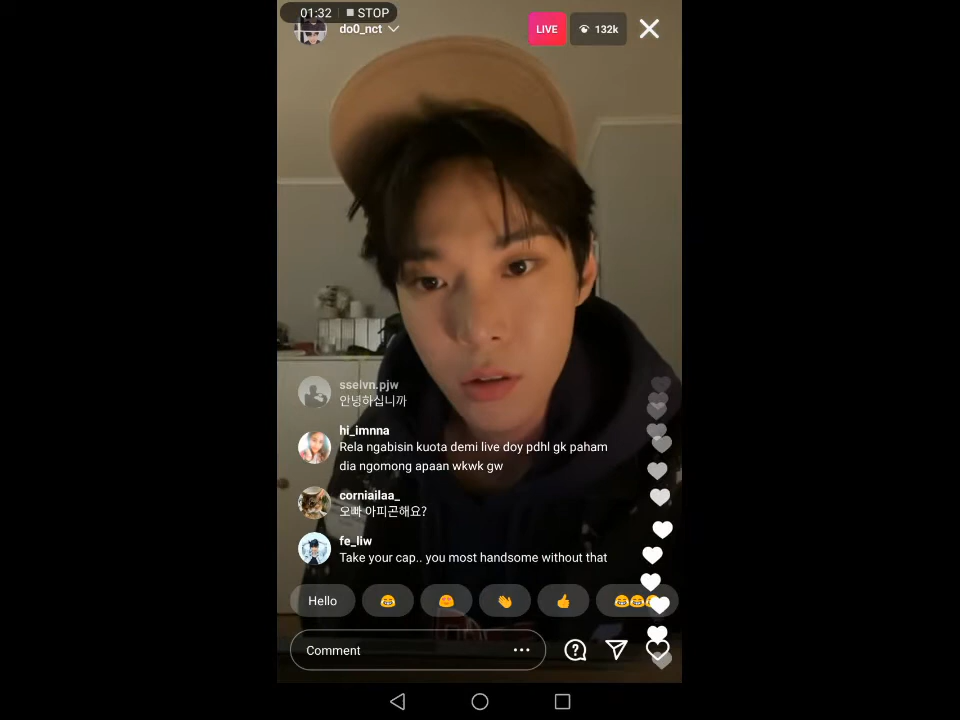 01:32
STOP
do0_nct
LIVE
132k
sselvn.pjw
안녕하십니까
hi_imnna
Rela ngabisin kuota demi live doy pdhl gk paham
dia ngomong apaan wkwk gw
corniailaa_
오빠 아피곤해요?
fe_liw
Take your cap.. you most handsome without that
Hello
Comment